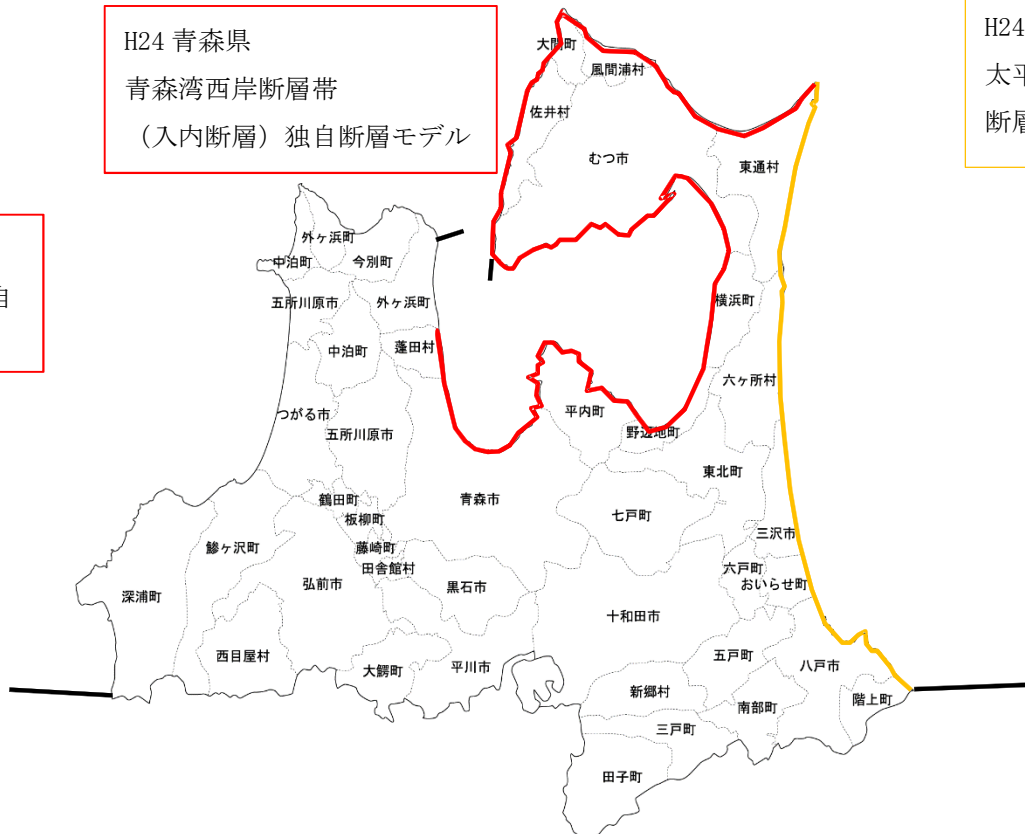 H24 青森県
青森湾西岸断層帯
（入内断層）独自断層モデル
H24
太平
断層
自
大間町
風間浦村
佐井村
むつ市
東通村
外ヶ浜町
中泊町
今別町
五所川原市
外ヶ浜町
横浜町
中泊町
蓬田村
六ヶ所村
つがる市
平内町
五所川原市
野辺地町
東北町
青森市
鶴田町
七戸町
板柳町
三沢市
鰺ヶ沢町
藤崎町
田舎館村
六戸町
おいらせ町
深浦町
弘前市
黒石市
十和田市
西目屋村
大鰐町
平川市
五戸町
八戸市
新郷村
階上町
南部町
三戸町
田子町